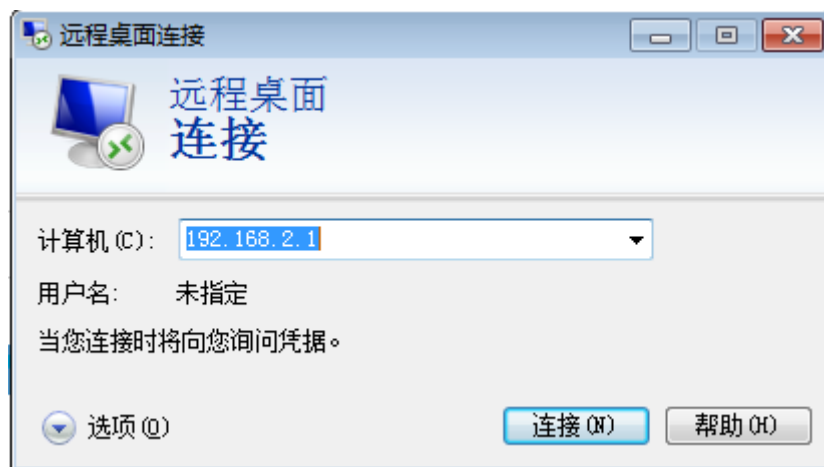 远程桌面连接
远程桌面
连接
计算机(C): 192.168.2.1
用户名: 未指定
当您连接时将向您询问凭据。
选项(O) 连接(N) 帮助(H)